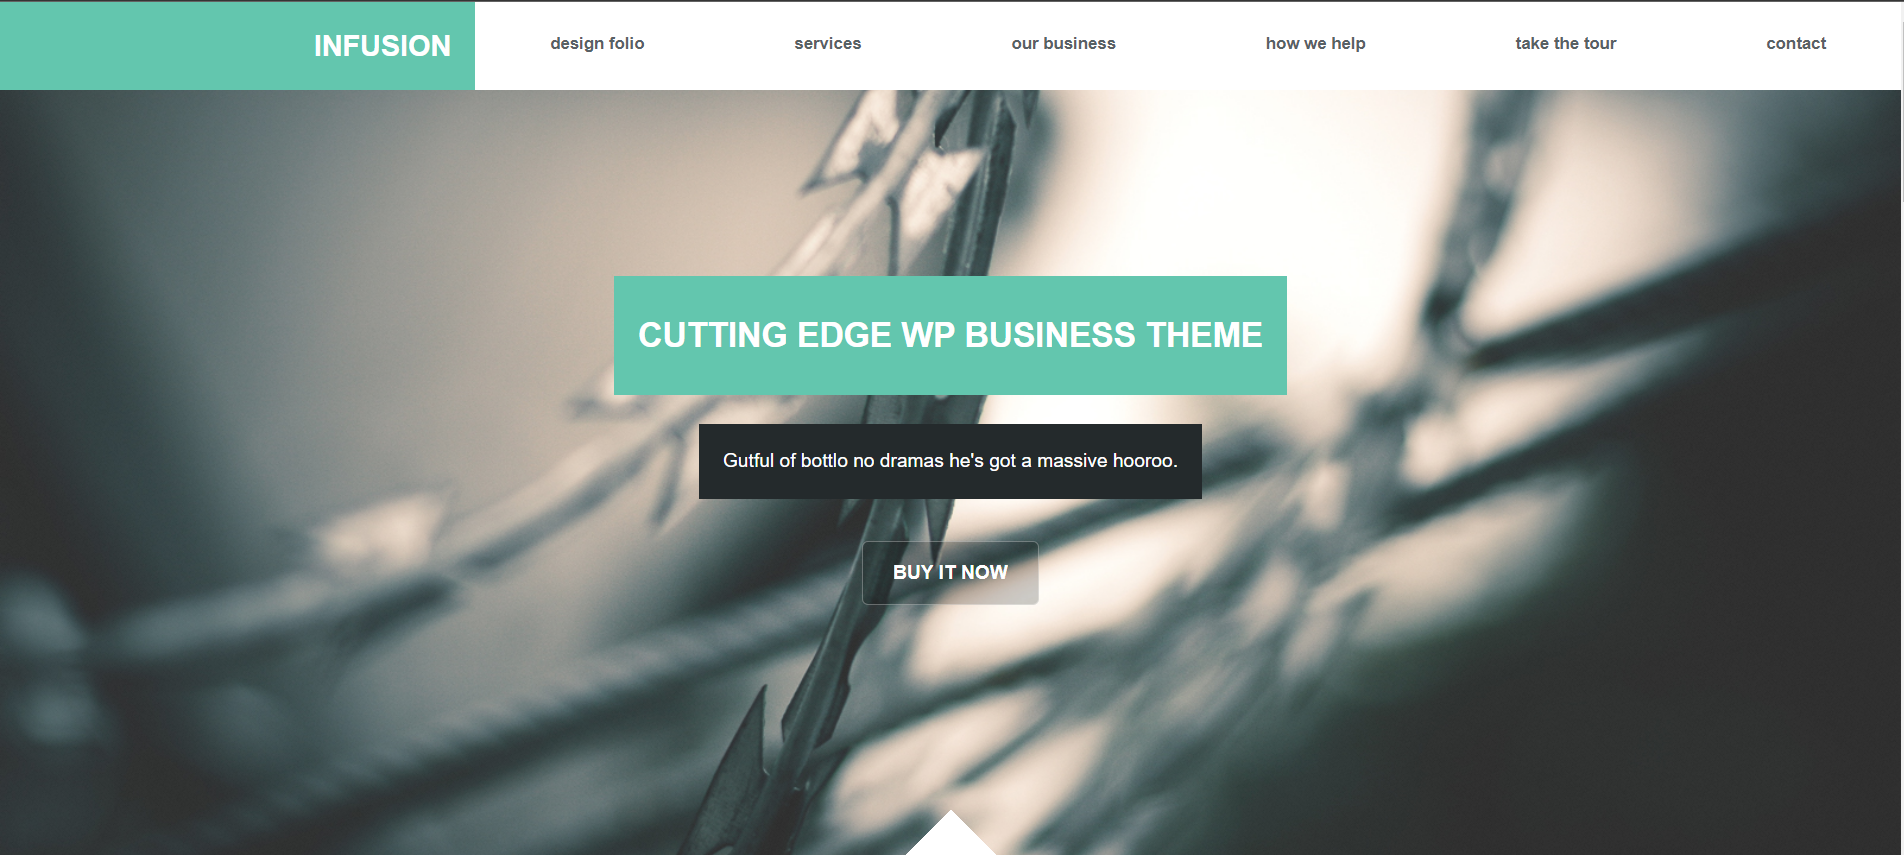 INFUSION design folio services our business how we help take the tour contact
CUTTING EDGE WP BUSINESS THEME
Gutful of bottlo no dramas he's got a massive hooroo.
BUY IT NOW